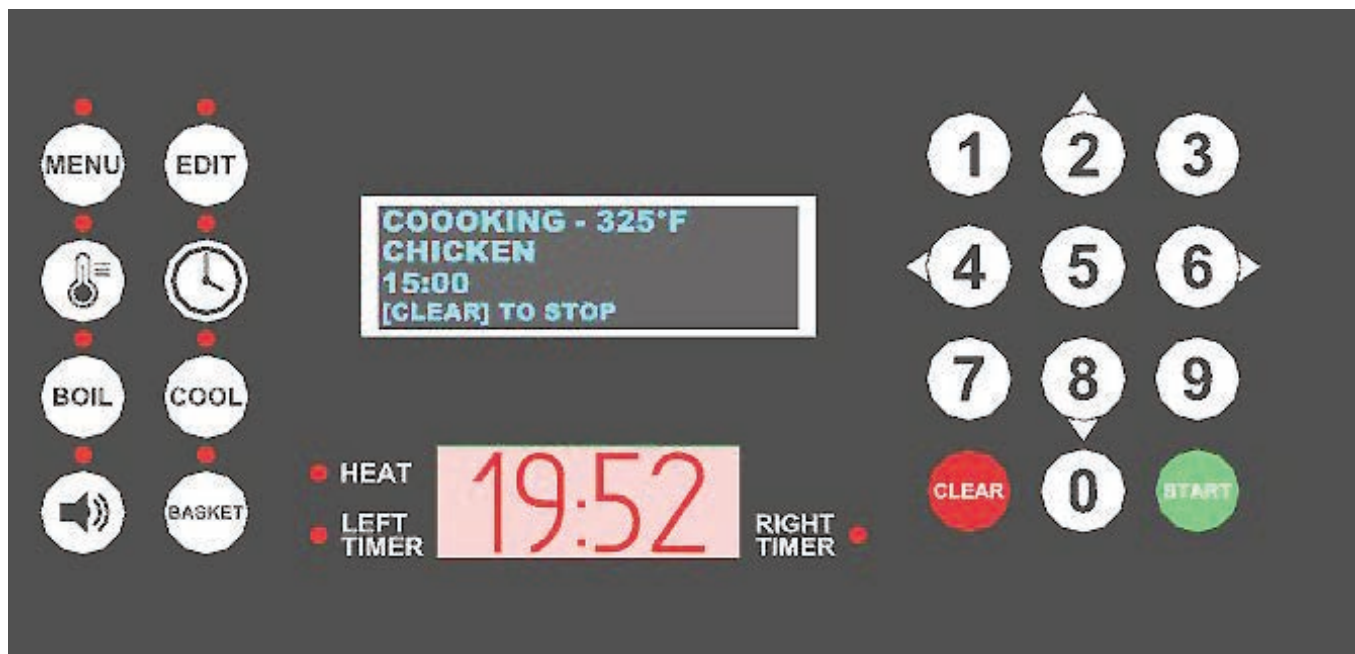 MENU EDIT
BOIL COOL
BASKET
COOOKING - 325°F
CHICKEN
15:00
[CLEAR] TO STOP
HEAT
LEFT
TIMER
19:52
RIGHT
TIMER
1 2 3
4 5 6
7 8 9
CLEAR 0 START